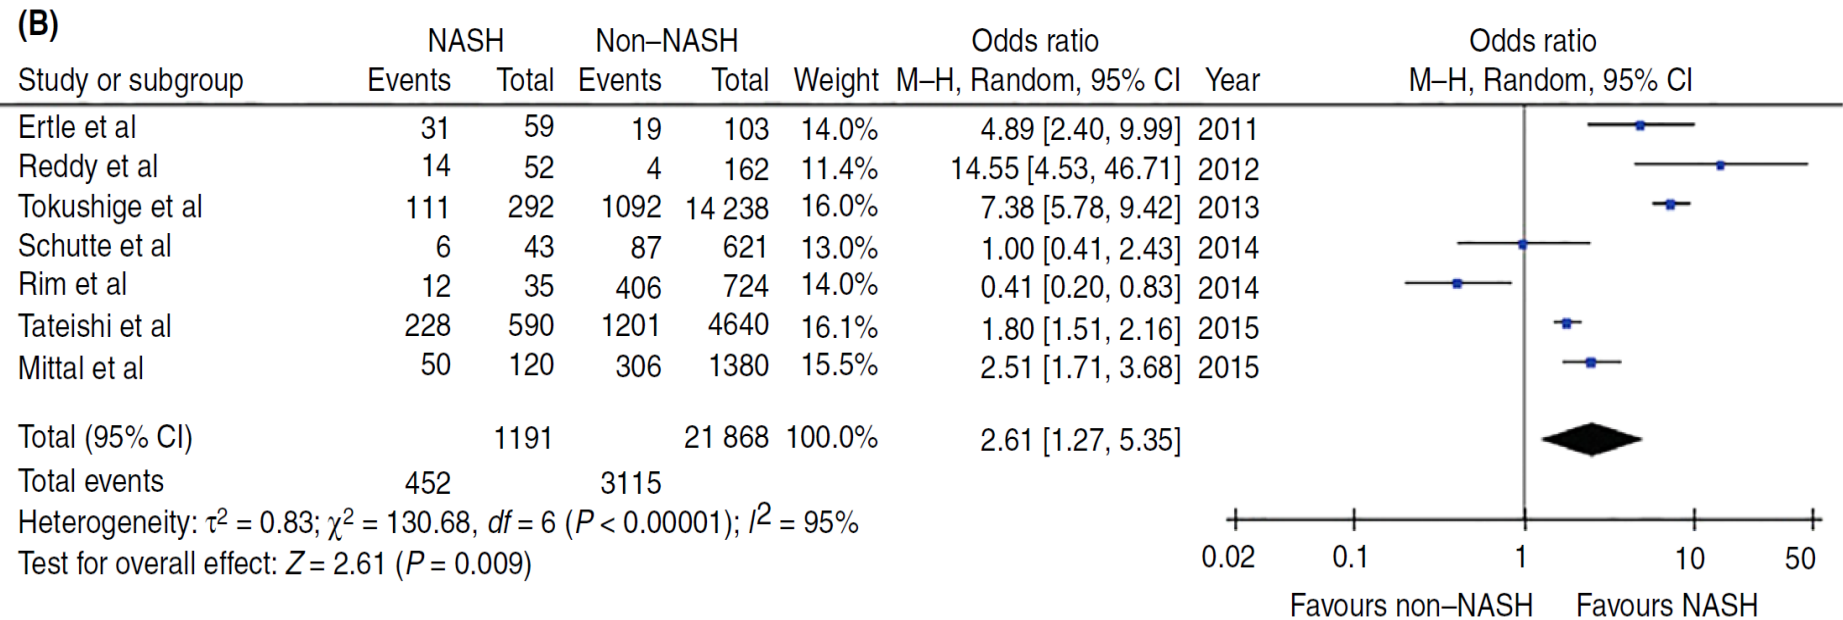 (B)
NASH Non–NASH Odds ratio Odds ratio
Study or subgroup Events Total Events Total Weight M–H, Random, 95% CI Year M–H, Random, 95% CI
Ertle et al 31 59 19 103 14.0% 4.89 [2.40, 9.99] 2011
Reddy et al 14 52 4 162 11.4% 14.55 [4.53, 46.71] 2012
Tokushige et al 111 292 1092 14 238 16.0% 7.38 [5.78, 9.42] 2013
Schutte et al 6 43 87 621 13.0% 1.00 [0.41, 2.43] 2014
Rim et al 12 35 406 724 14.0% 0.41 [0.20, 0.83] 2014
Tateishi et al 228 590 1201 4640 16.1% 1.80 [1.51, 2.16] 2015
Mittal et al 50 120 306 1380 15.5% 2.51 [1.71, 3.68] 2015
Total (95% CI) 1191 21 868 100.0% 2.61 [1.27, 5.35]
Total events 452 3115
Heterogeneity: τ² = 0.83; χ² = 130.68, df = 6 (P < 0.00001); I² = 95%
Test for overall effect: Z = 2.61 (P = 0.009)
0.02 0.1 1 10 50
Favours non–NASH Favours NASH